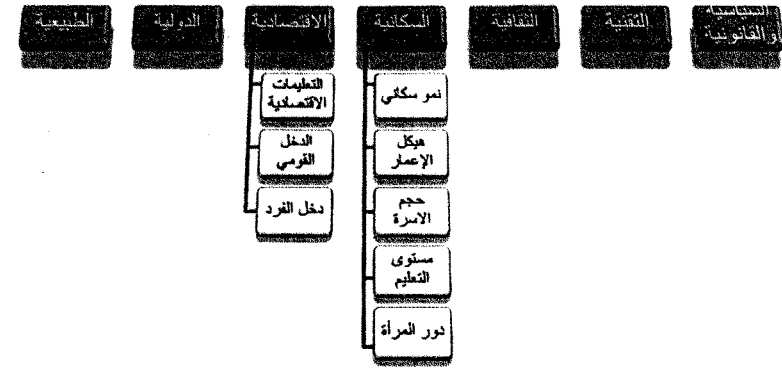 السياسية
والقانونية
التقنية
الثقافية
السكانية
الاقتصادية
الدولية
الطبيعية
نمو سكاني
هيكل
الإعمار
حجم
الاسرة
مستوى
التعليم
دور المرأة
التعليمات
الاقتصادية
الدخل
القومي
دخل الفرد